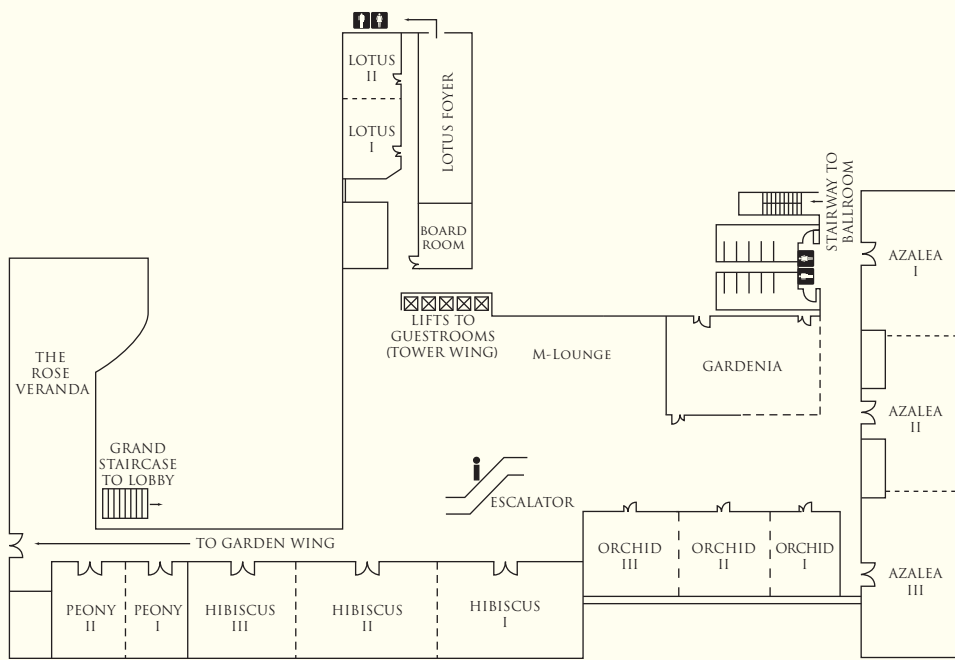 LOTUS
II
LOTUS
I
LOTUS FOYER
BOARD
ROOM
STAIRWAY TO
BALLROOM
AZALEA
I
LIFTS TO
GUESTROOMS
(TOWER WING)
M-LOUNGE
GARDENIA
THE
ROSE
VERANDA
AZALEA
II
GRAND
STAIRCASE
TO LOBBY
i
ESCALATOR
TO GARDEN WING
ORCHID
III
ORCHID
II
ORCHID
I
AZALEA
III
PEONY
II
PEONY
I
HIBISCUS
III
HIBISCUS
II
HIBISCUS
I